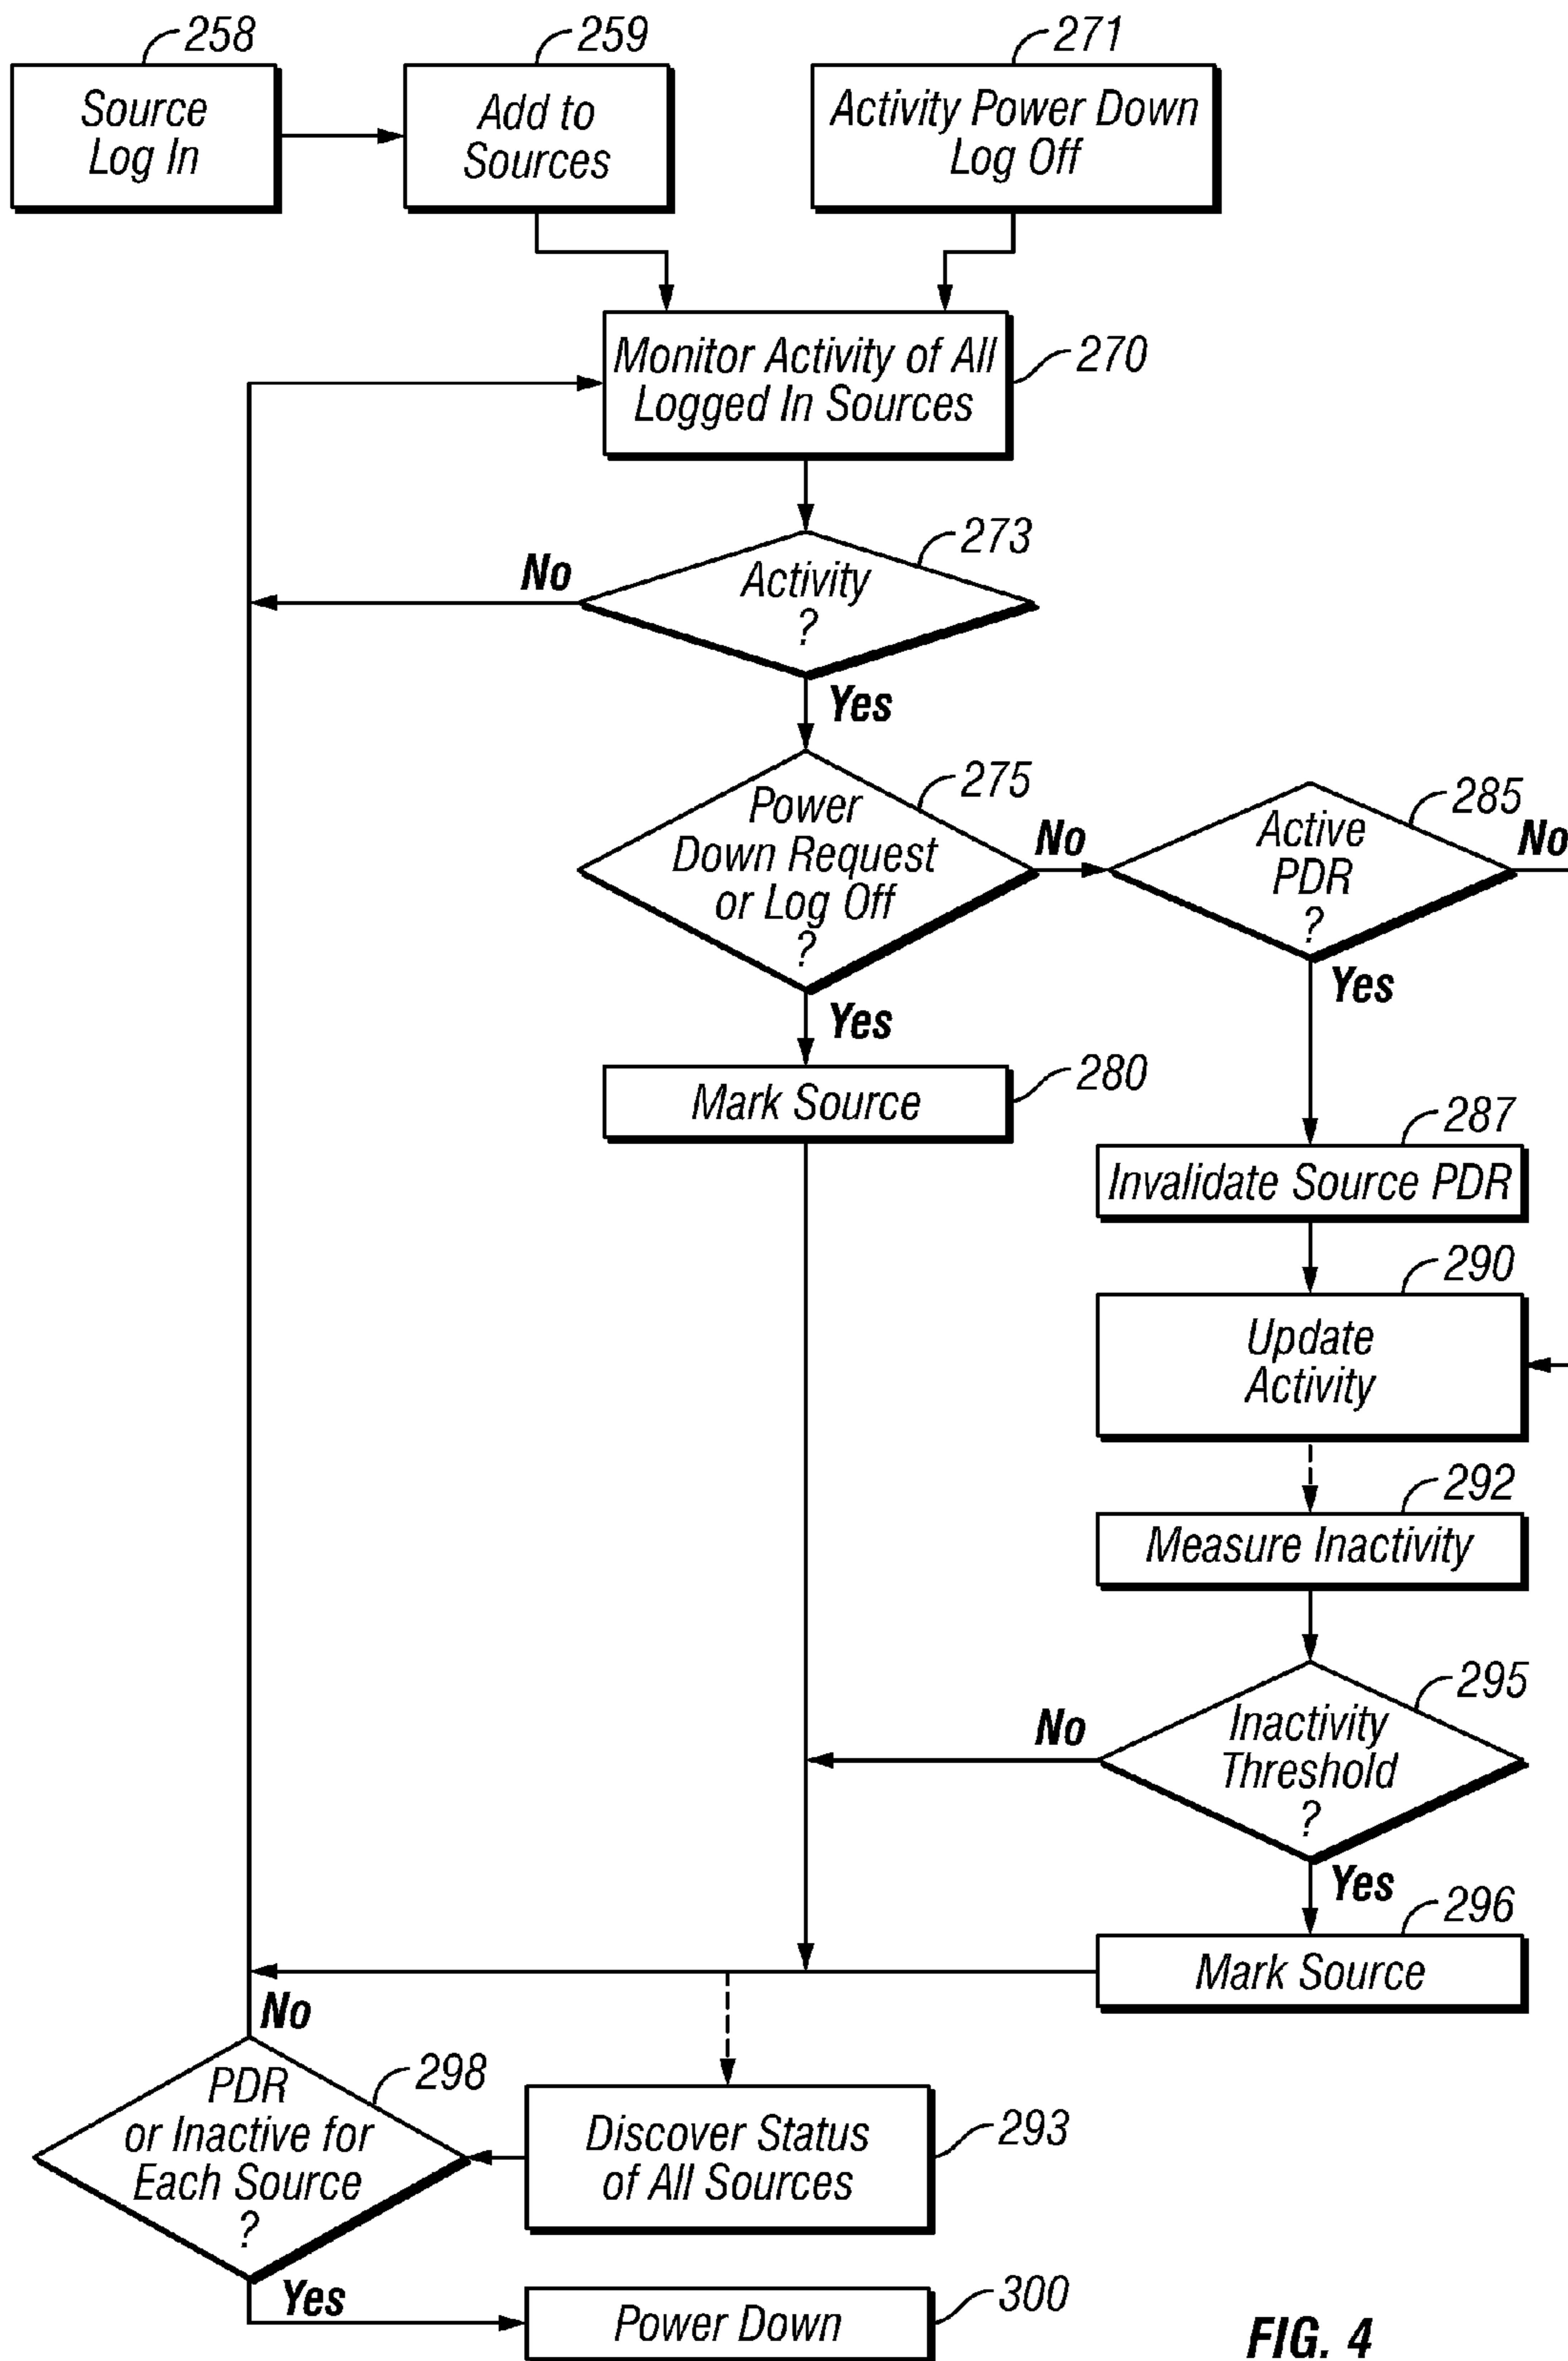 258
Source
Log In
259
Add to
Sources
271
Activity Power Down
Log Off
Monitor Activity of All
Logged In Sources
270
273
Activity
?
No
Yes
275
Power
Down Request
or Log Off
?
No
Yes
285
Active
PDR
?
No
Yes
Mark Source
280
287
Invalidate Source PDR
290
Update
Activity
292
Measure Inactivity
295
Inactivity
Threshold
?
No
Yes
296
Mark Source
No
298
PDR
or Inactive for
Each Source
?
Discover Status
of All Sources
293
Yes
Power Down
300
FIG. 4